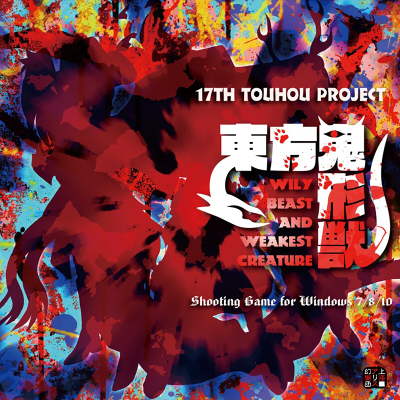 17TH TOUHOU PROJECT
東方鬼形獣
WILY
BEAST
AND
WEAKEST
CREATURE
Shooting Game for Windows 7/8/10
上海アリス幻樂団